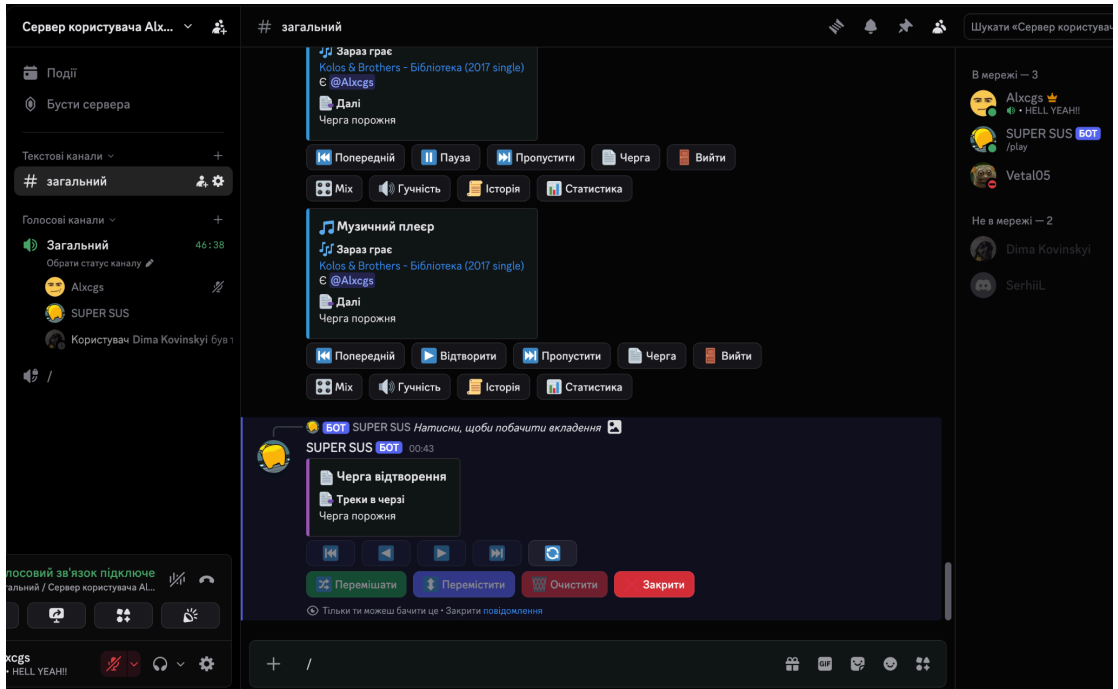 Сервер користувача Alx...
загальний
Шукати «Сервер користувач
Події
Бусти сервера
Текстові канали
загальний
Голосові канали
Загальний
46:38
Обрати статус каналу
Alxcgs
SUPER SUS
Користувач Dima Kovinskyi був т
/
лосовий зв'язок підключе
гальний / Сервер користувача AL...
xcgs
• HELL YEAH!!
Зараз грає
Kolos & Brothers - Бібліотека (2017 single)
Є @Alxcgs
Далі
Черга порожня
Попередній Пауза Пропустити Черга Вийти
Mix Гучність Історія Статистика
Музичний плеєр
Зараз грає
Kolos & Brothers - Бібліотека (2017 single)
Є @Alxcgs
Далі
Черга порожня
Попередній Відтворити Пропустити Черга Вийти
Mix Гучність Історія Статистика
БОТ SUPER SUS Натисни, щоби побачити вкладення
SUPER SUS БОТ 00:43
Черга відтворення
Треки в черзі
Черга порожня
Перемішати Перемістити Очистити Закрити
Тільки ти можеш бачити це • Закрити повідомлення
/
GIF
В мережі — 3
Alxcgs
• HELL YEAH!!
SUPER SUS БОТ
/play
Vetal05
Не в мережі — 2
Dima Kovinskyi
SerhiiL